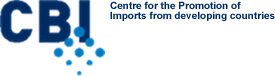 CBI
Centre for the Promotion of
Imports from developing countries